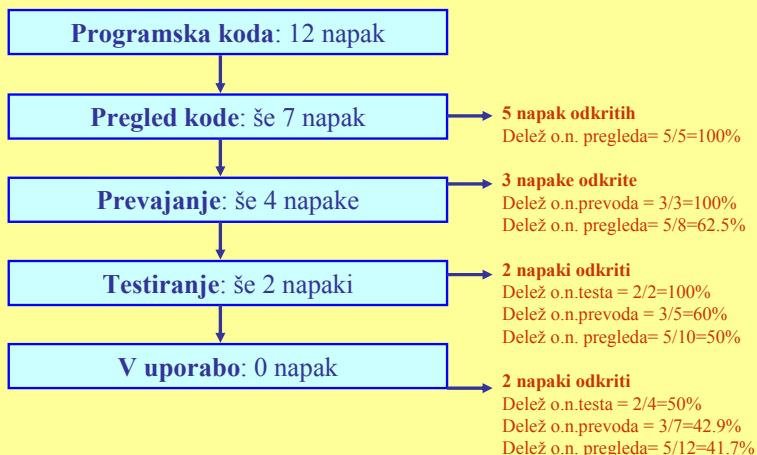 Programska koda: 12 napak
Pregled kode: še 7 napak
5 napak odkritih
Delež o.n. pregleda= 5/5=100%
Prevajanje: še 4 napake
3 napake odkrite
Delež o.n.prevoda = 3/3=100%
Delež o.n. pregleda= 5/8=62.5%
Testiranje: še 2 napaki
2 napaki odkriti
Delež o.n.testa = 2/2=100%
Delež o.n.prevoda = 3/5=60%
Delež o.n. pregleda= 5/10=50%
V uporabo: 0 napak
2 napaki odkriti
Delež o.n.testa = 2/4=50%
Delež o.n.prevoda = 3/7=42.9%
Delež o.n. pregleda= 5/12=41.7%